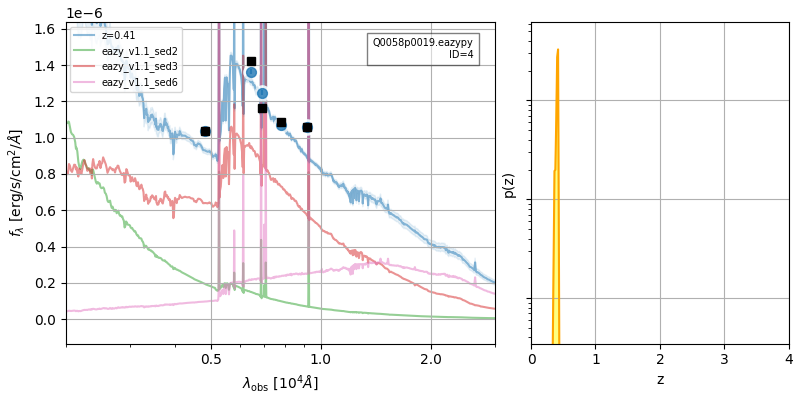 1e−6
z=0.41
eazy_v1.1_sed2
eazy_v1.1_sed3
eazy_v1.1_sed6
Q0058p0019.eazypy
ID=4
1.6
1.4
1.2
1.0
0.8
0.6
0.4
0.2
0.0
f_λ [erg/s/cm²/Å]
0.5 1.0 2.0
λ_obs [10⁴Å]
p(z)
0 1 2 3 4
z